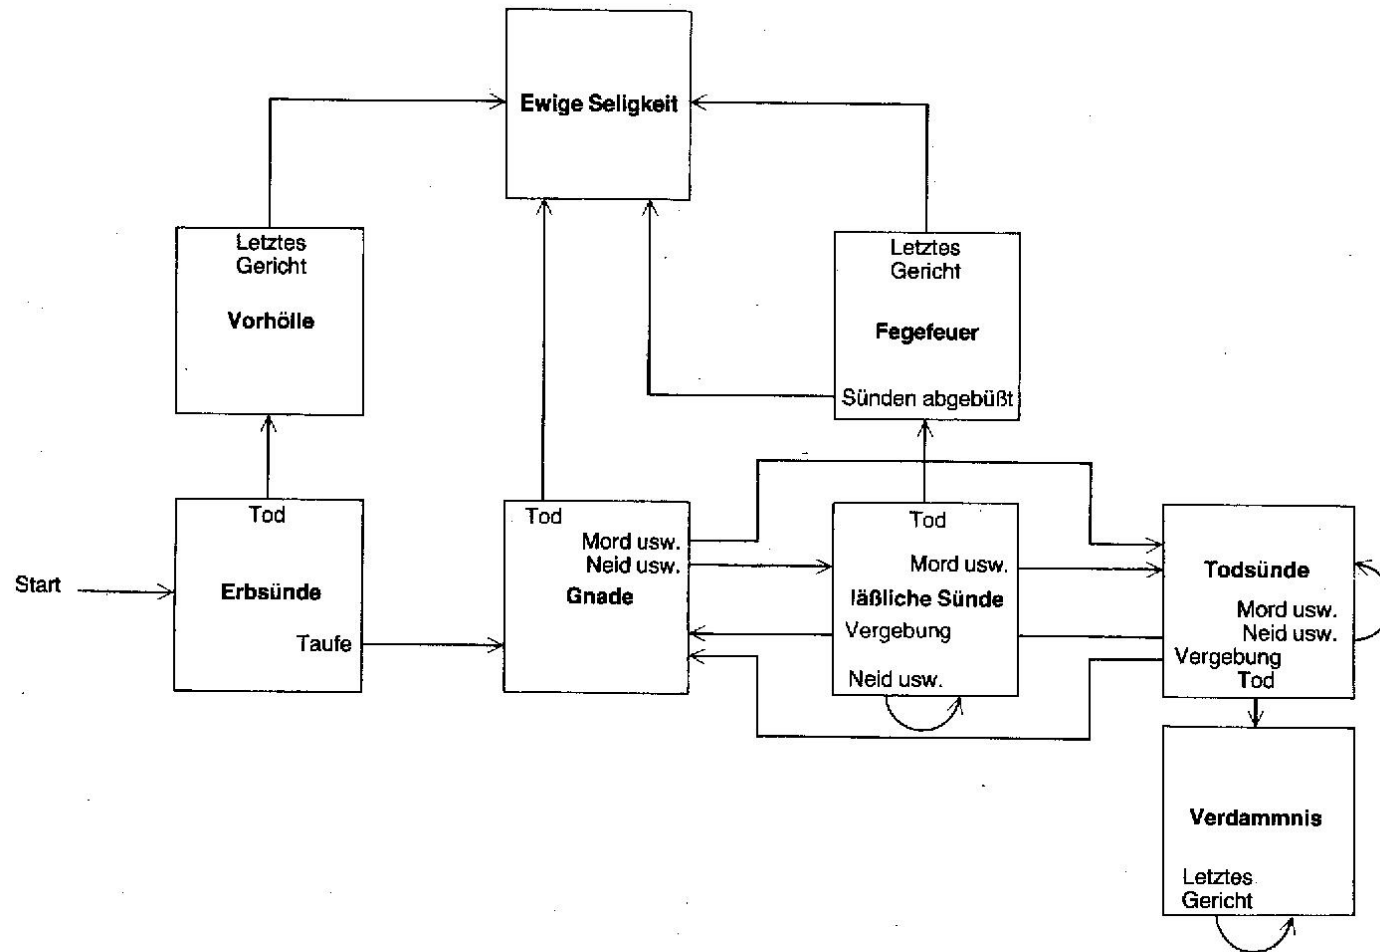 Ewige Seligkeit
Letztes
Gericht
Vorhölle
Letztes
Gericht
Fegefeuer
Sünden abgebüßt
Start
Tod
Erbsünde
Taufe
Tod
Mord usw.
Neid usw.
Gnade
Tod
Mord usw.
läßliche Sünde
Vergebung
Neid usw.
Todsünde
Mord usw.
Neid usw.
Vergebung
Tod
Verdammnis
Letztes
Gericht